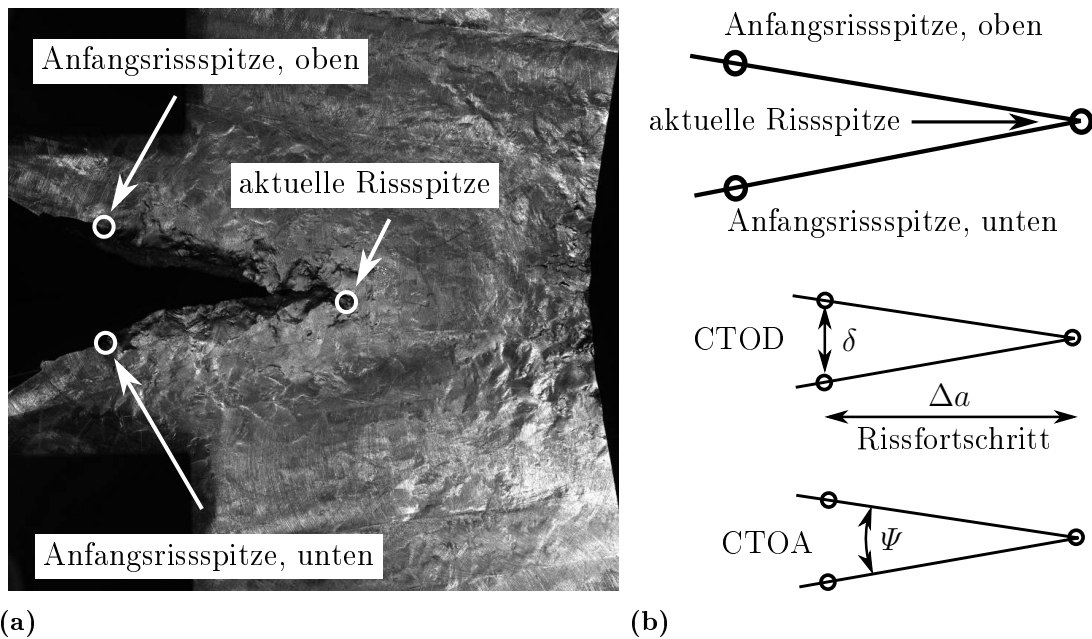 Anfangsrissspitze, oben
aktuelle Rissspitze
Anfangsrissspitze, unten
(a)
Anfangsrissspitze, oben
aktuelle Rissspitze
Anfangsrissspitze, unten
CTOD
δ
Δa
Rissfortschritt
CTOA
Ψ
(b)